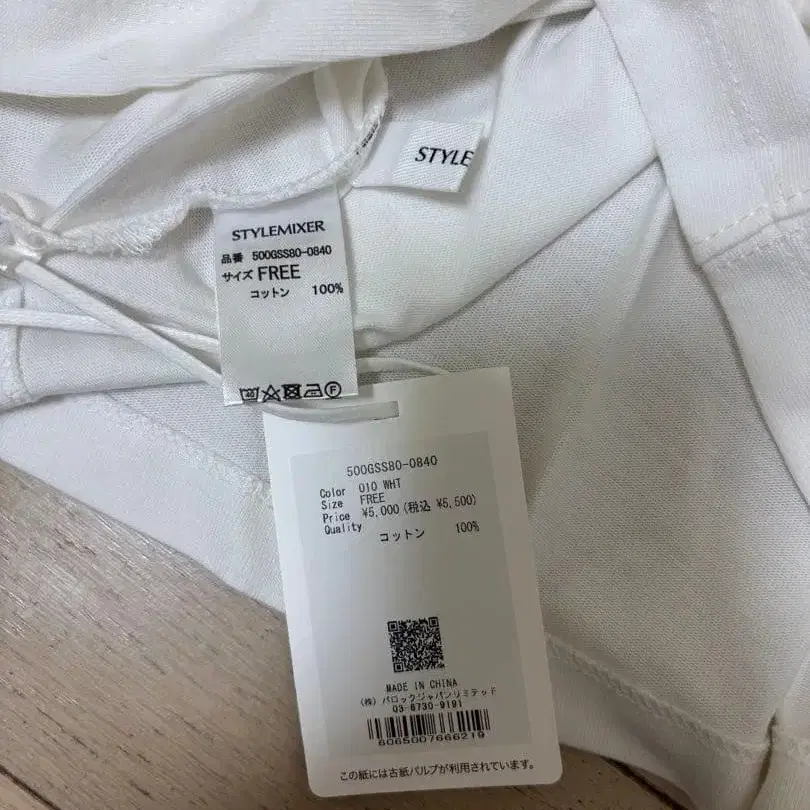 STYLE
STYLEMIXER
品番 500GSS80-0840
サイズ FREE
コットン 100%
40
F
500GSS80-0840
Color 010 WHT
Size FREE
Price ¥5,000(税込 ¥5,500)
Quality
コットン 100%
MADE IN CHINA
(株) バロックジャパンリミテッド
03-6730-9191
6065007666219
この紙には古紙パルプが利用されています。